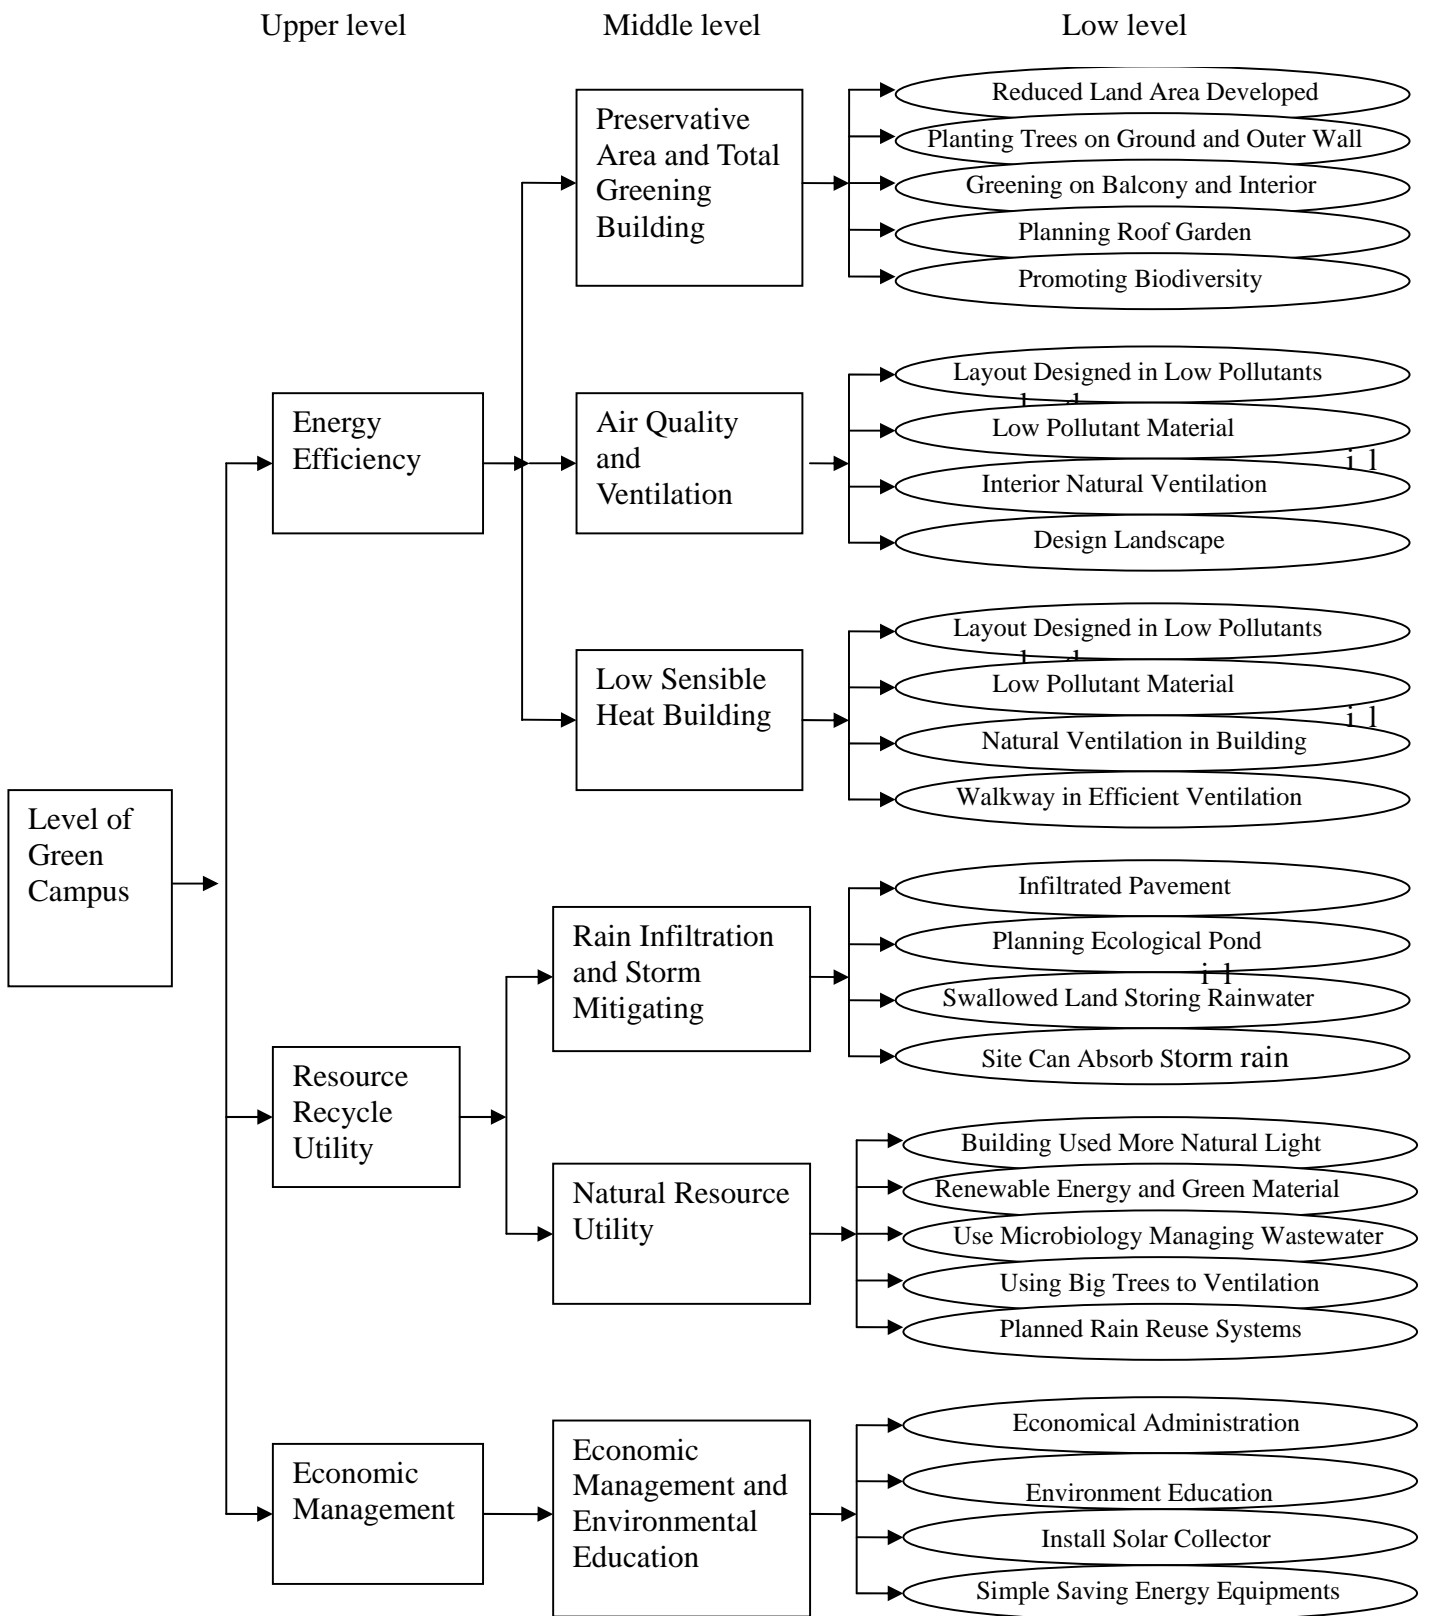 Upper level
Middle level
Low level
Preservative
Area and Total
Greening
Building
Reduced Land Area Developed
Planting Trees on Ground and Outer Wall
Greening on Balcony and Interior
Planning Roof Garden
Promoting Biodiversity
Energy
Efficiency
Air Quality
and
Ventilation
Layout Designed in Low Pollutants
Low Pollutant Material
Interior Natural Ventilation
Design Landscape
Low Sensible
Heat Building
Layout Designed in Low Pollutants
Low Pollutant Material
Natural Ventilation in Building
Walkway in Efficient Ventilation
Level of
Green
Campus
Rain Infiltration
and Storm
Mitigating
Infiltrated Pavement
Planning Ecological Pond
Swallowed Land Storing Rainwater
Site Can Absorb Storm rain
Resource
Recycle
Utility
Natural Resource
Utility
Building Used More Natural Light
Renewable Energy and Green Material
Use Microbiology Managing Wastewater
Using Big Trees to Ventilation
Planned Rain Reuse Systems
Economic
Management
Economic
Management and
Environmental
Education
Economical Administration
Environment Education
Install Solar Collector
Simple Saving Energy Equipments